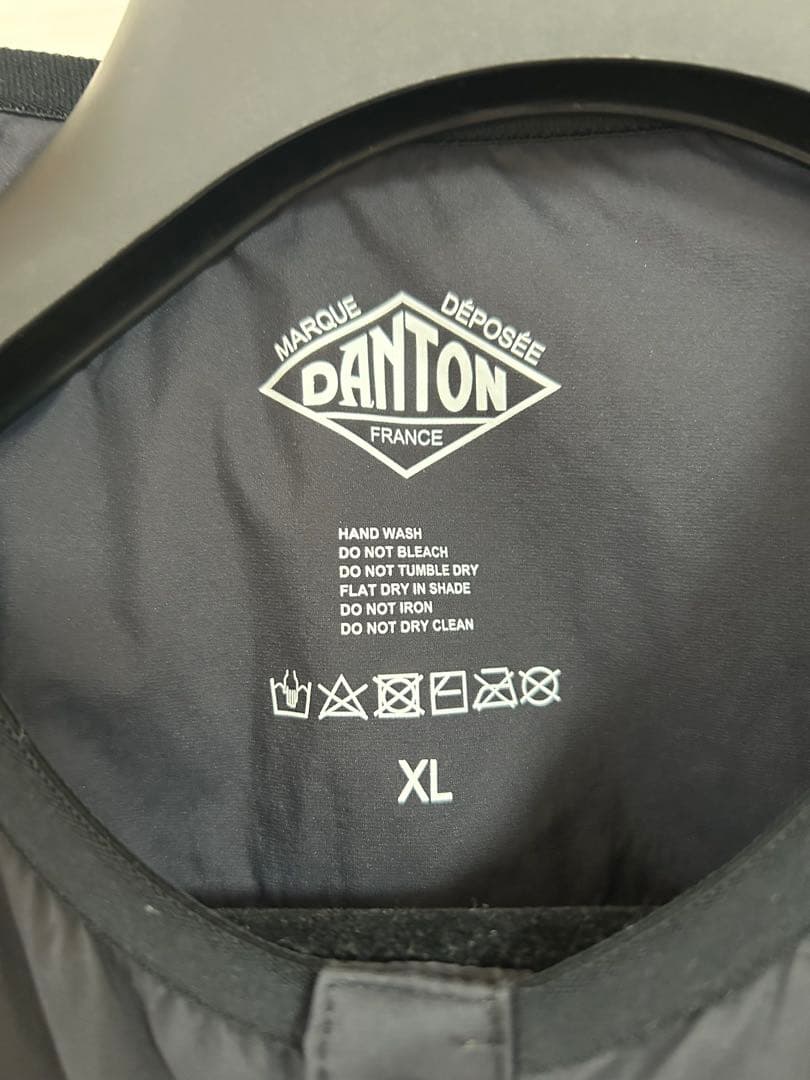 MARQUE DÉPOSÉE
DANTON
FRANCE
HAND WASH
DO NOT BLEACH
DO NOT TUMBLE DRY
FLAT DRY IN SHADE
DO NOT IRON
DO NOT DRY CLEAN
XL